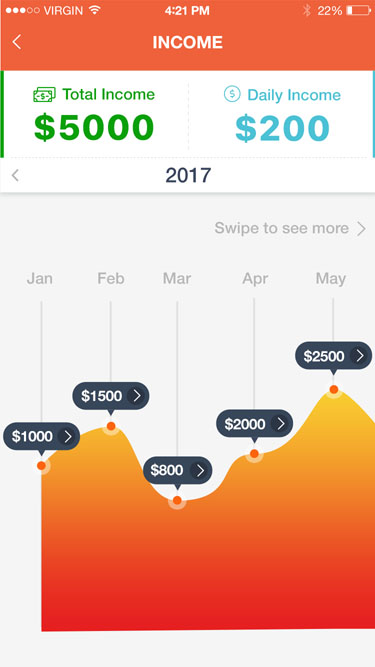 VIRGIN 4:21 PM 22%
INCOME
Total Income Daily Income
$5000 $200
2017
Swipe to see more
Jan Feb Mar Apr May
$2500
$1500
$2000
$1000
$800